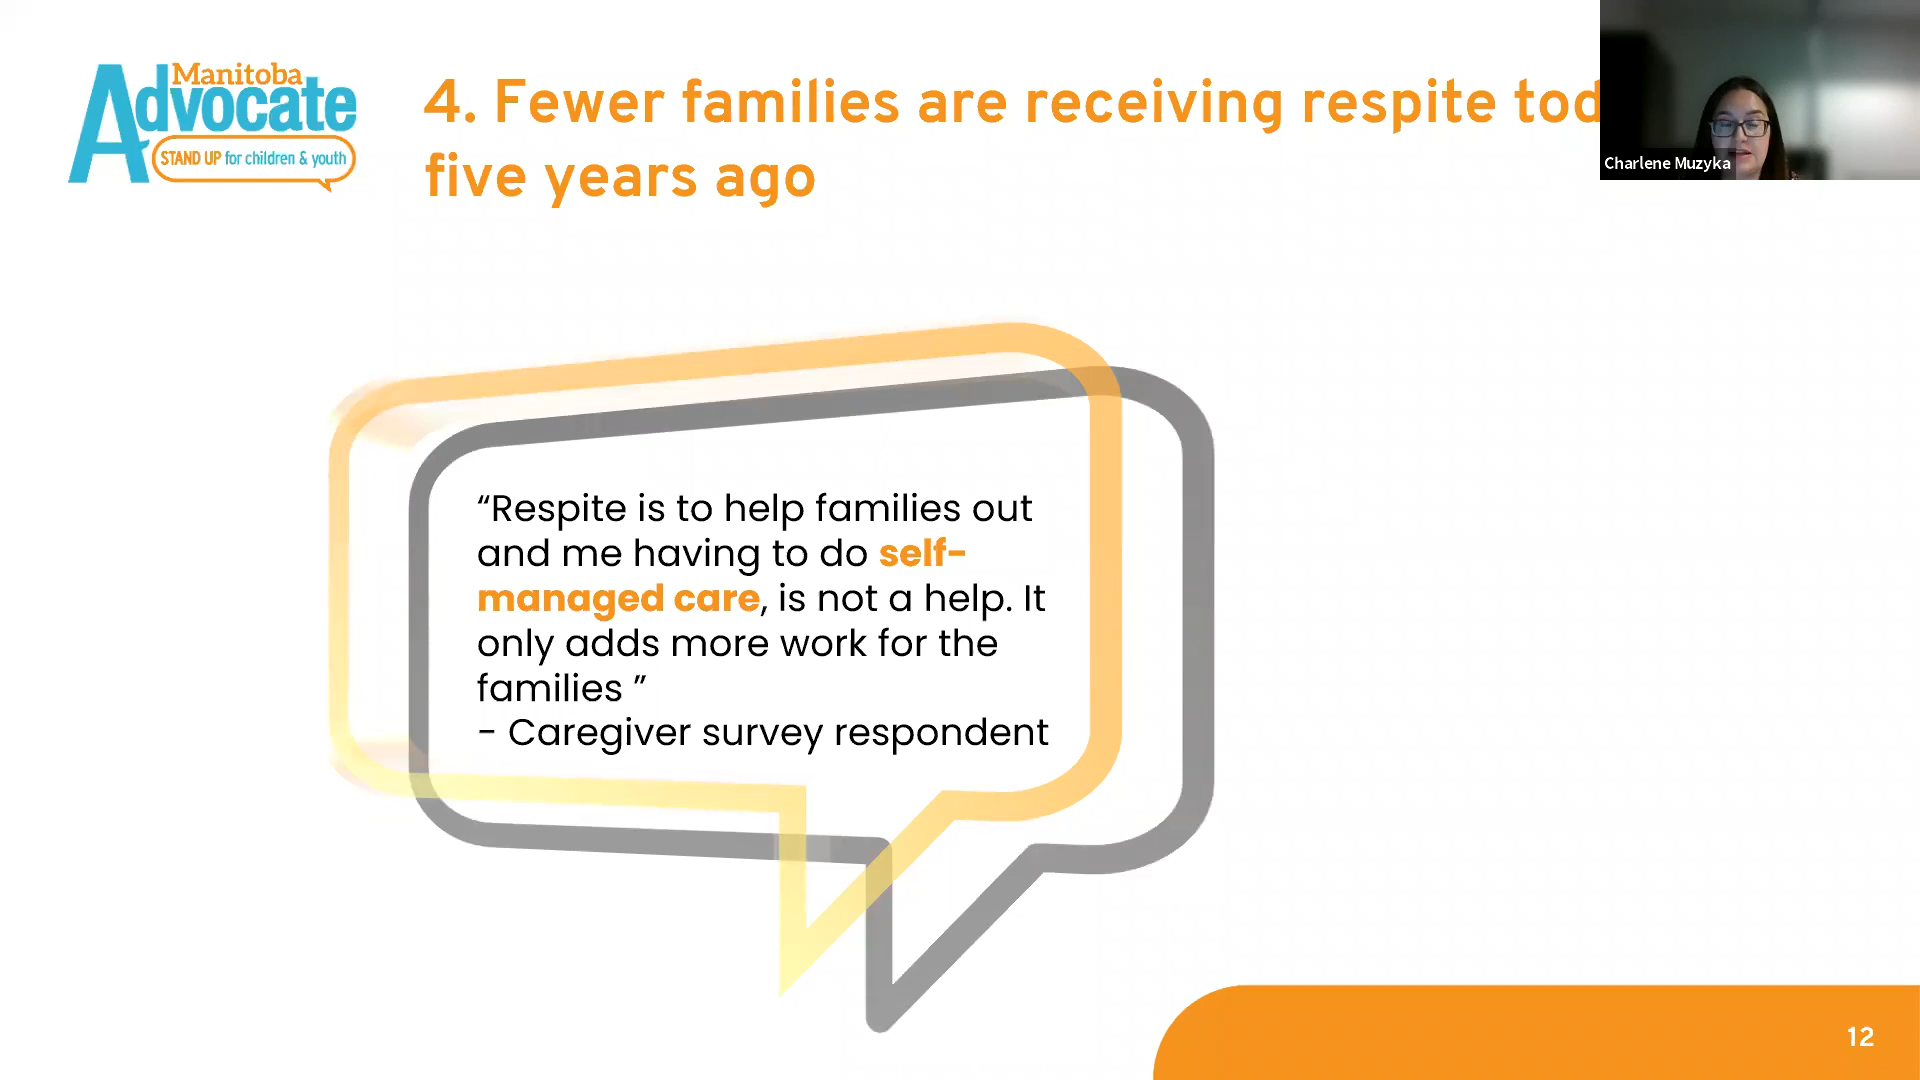 Manitoba
Advocate
STAND UP for children & youth
4. Fewer families are receiving respite
five years ago
Charlene Muzyka
“Respite is to help families out
and me having to do self-
managed care, is not a help. It
only adds more work for the
families ”
- Caregiver survey respondent
12